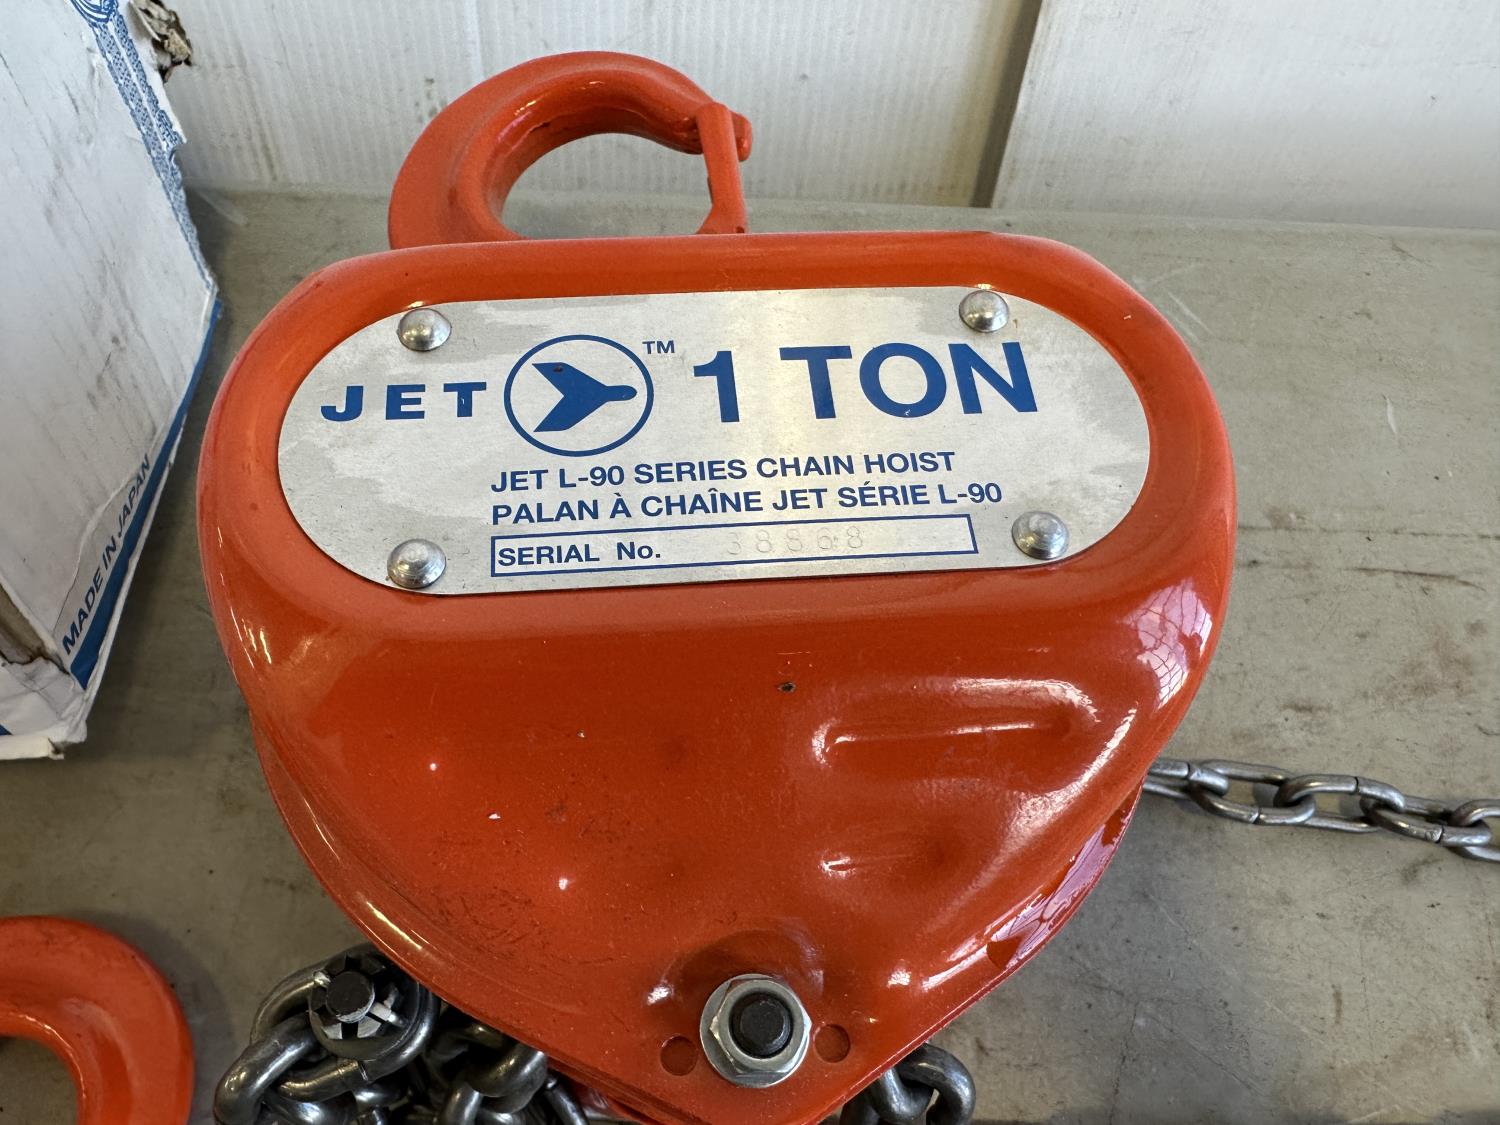 JET ™ 1 TON
JET L-90 SERIES CHAIN HOIST
PALAN À CHAÎNE JET SÉRIE L-90
SERIAL No. 38868
MADE IN JAPAN